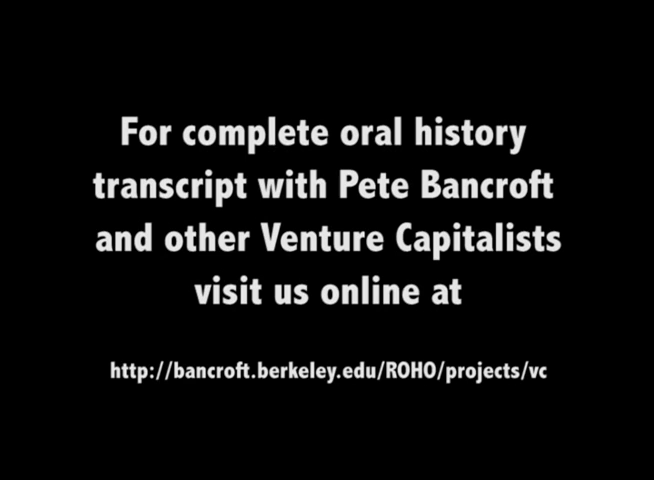 For complete oral history
transcript with Pete Bancroft
and other Venture Capitalists
visit us online at
http://bancroft.berkeley.edu/ROHO/projects/vc